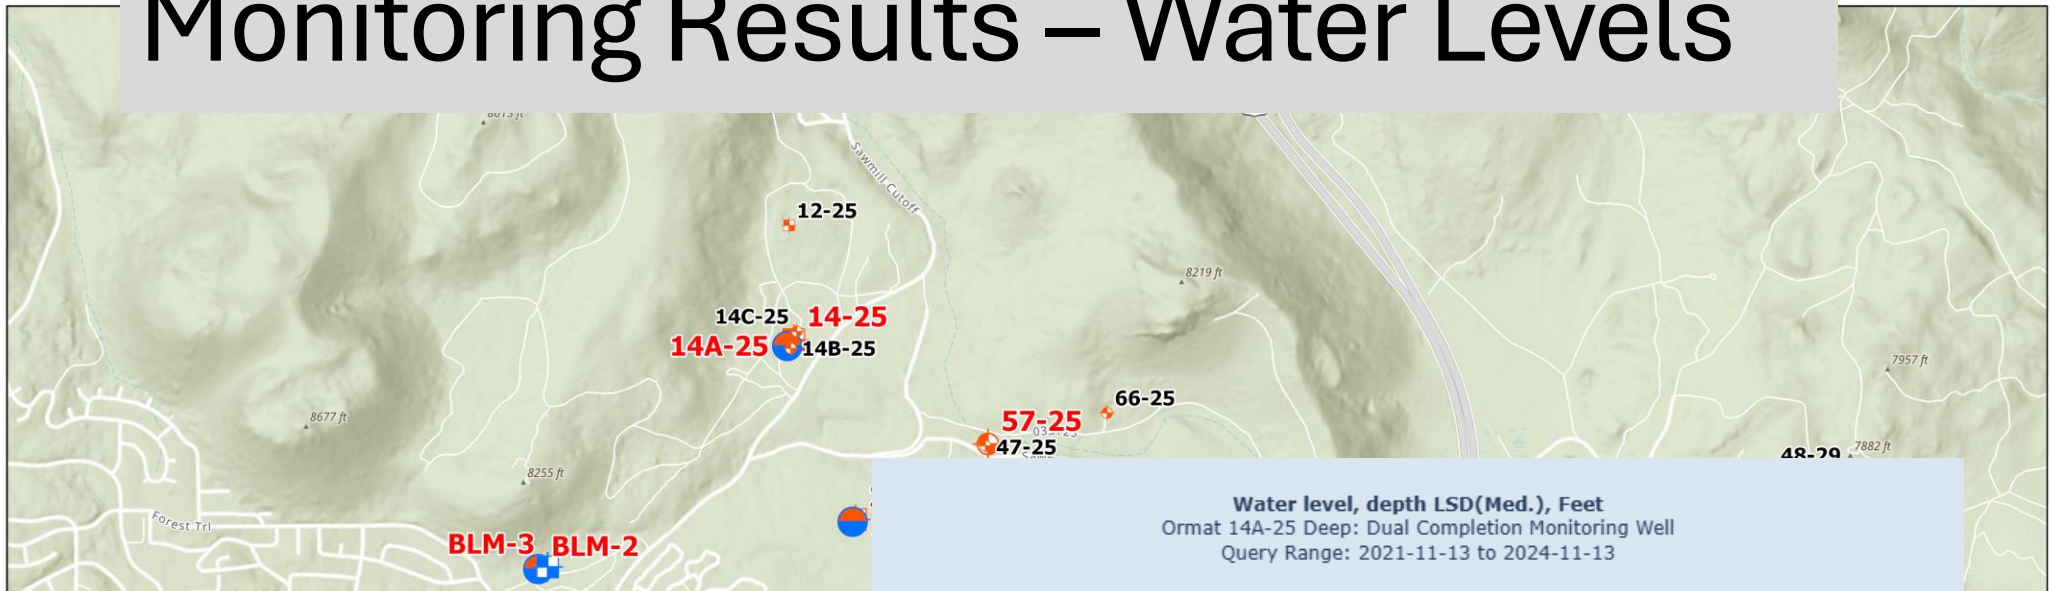 Monitoring Results – Water Levels
Sawmill Cutoff
12-25
8219 ft
14C-25
14-25
14A-25
14B-25
7957 ft
66-25
8677 ft
57-25
47-25
48-29
7882 ft
8255 ft
Forest Trl
BLM-3
BLM-2
Water level, depth LSD(Med.), Feet
Ormat 14A-25 Deep: Dual Completion Monitoring Well
Query Range: 2021-11-13 to 2024-11-13